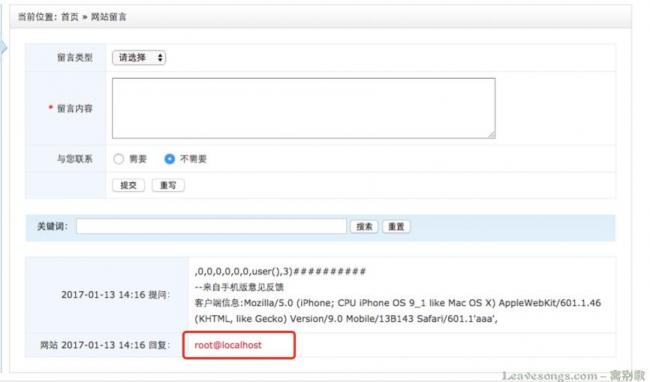 当前位置: 首页 » 网站留言
留言类型 请选择
* 留言内容
与您联系 需要 不需要
提交 重写
关键词: 搜索 重置
,0,0,0,0,0,0,user(),3)##########
--来自手机版意见反馈
2017-01-13 14:16 提问:
客户端信息:Mozilla/5.0 (iPhone; CPU iPhone OS 9_1 like Mac OS X) AppleWebKit/601.1.46
(KHTML, like Gecko) Version/9.0 Mobile/13B143 Safari/601.1'aaa',
网站 2017-01-13 14:16 回复: root@localhost
Leavesongs.com – 离别歌